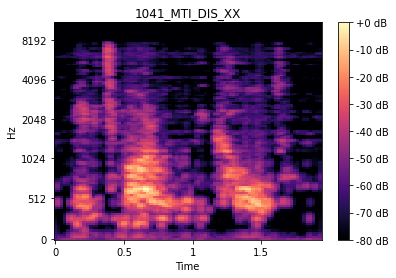 1041_MTI_DIS_XX
+0 dB
8192
-10 dB
4096
-20 dB
-30 dB
2048
Hz
-40 dB
1024
-50 dB
512
-60 dB
-70 dB
0
-80 dB
0
0.5
1
1.5
Time